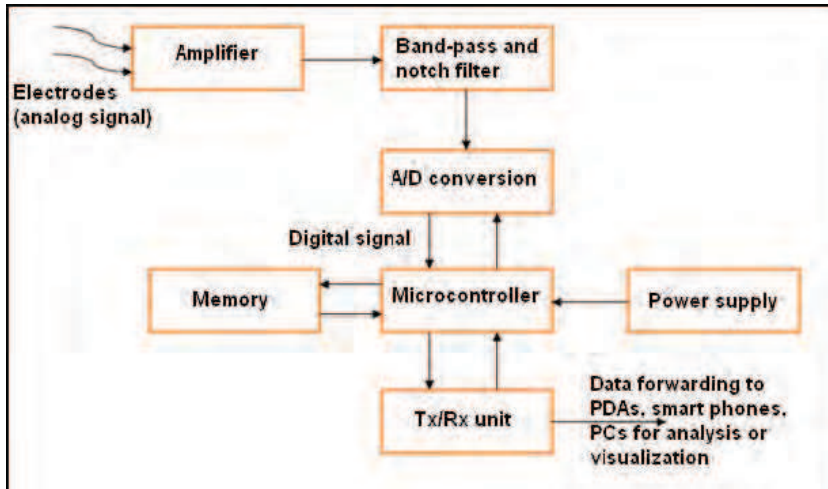 Amplifier
Band-pass and
notch filter
Electrodes
(analog signal)
A/D conversion
Digital signal
Memory
Microcontroller
Power supply
Tx/Rx unit
Data forwarding to
PDAs, smart phones,
PCs for analysis or
visualization